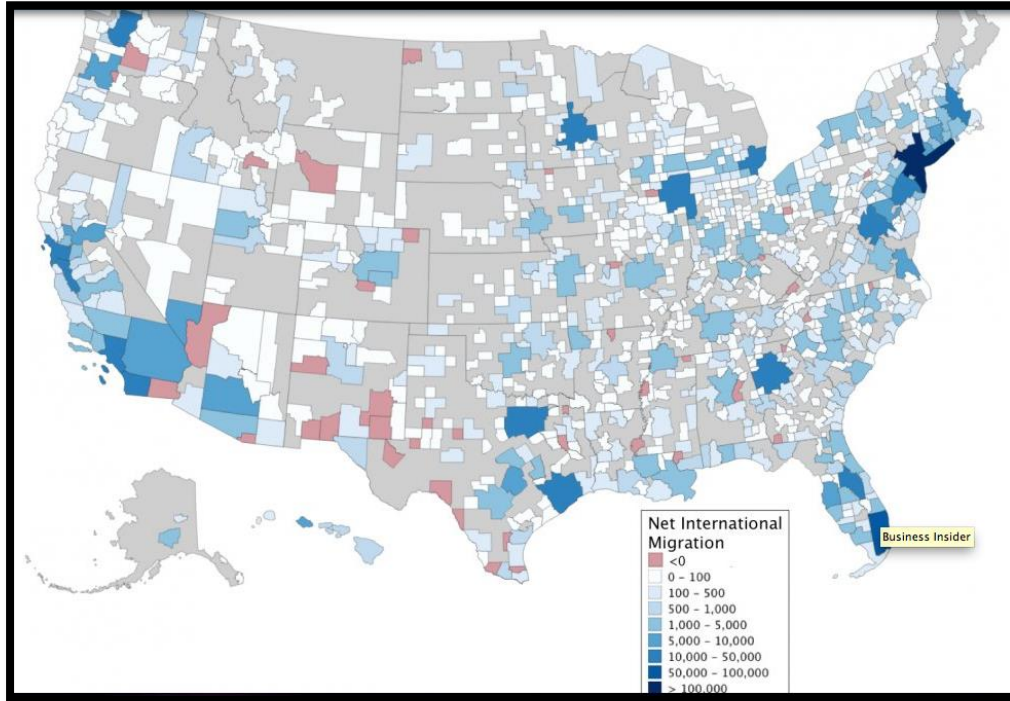 Net International
Migration
<0
0 – 100
100 – 500
500 – 1,000
1,000 – 5,000
5,000 – 10,000
10,000 – 50,000
50,000 – 100,000
> 100,000
Business Insider